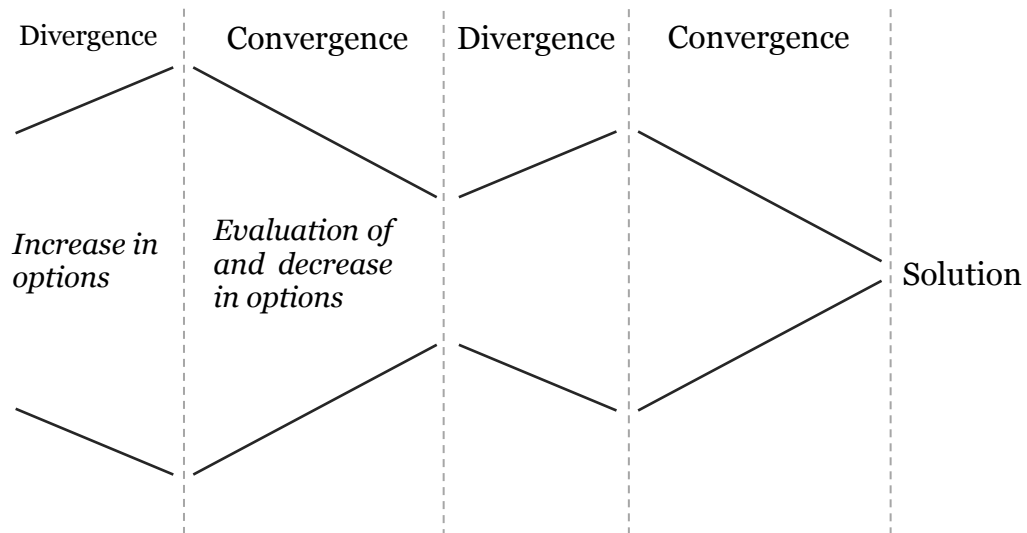 Divergence
Convergence
Divergence
Convergence
Increase in
options
Evaluation of
and decrease
in options
Solution